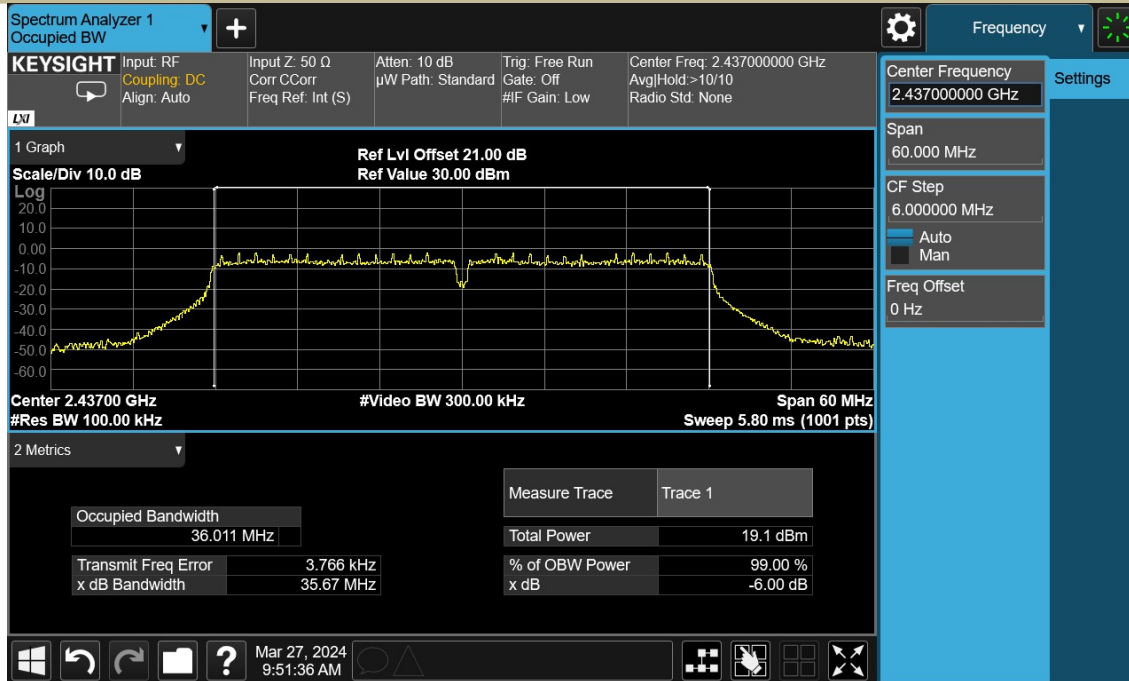 Spectrum Analyzer 1
Occupied BW
Frequency
KEYSIGHT
Input: RF
Coupling: DC
Align: Auto
Input Z: 50 Ω
Corr CCorr
Freq Ref: Int (S)
Atten: 10 dB
µW Path: Standard
Trig: Free Run
Gate: Off
#IF Gain: Low
Center Freq: 2.437000000 GHz
Avg|Hold:>10/10
Radio Std: None
LXI
Center Frequency
2.437000000 GHz
Settings
Span
60.000 MHz
CF Step
6.000000 MHz
Auto
Man
Freq Offset
0 Hz
1 Graph
Scale/Div 10.0 dB
Ref Lvl Offset 21.00 dB
Ref Value 30.00 dBm
Log
20.0
10.0
0.00
-10.0
-20.0
-30.0
-40.0
-50.0
-60.0
Center 2.43700 GHz
#Video BW 300.00 kHz
Span 60 MHz
#Res BW 100.00 kHz
Sweep 5.80 ms (1001 pts)
2 Metrics
Measure Trace
Trace 1
Occupied Bandwidth
36.011 MHz
Total Power
19.1 dBm
Transmit Freq Error
3.766 kHz
% of OBW Power
99.00 %
x dB Bandwidth
35.67 MHz
x dB
-6.00 dB
?
Mar 27, 2024
9:51:36 AM